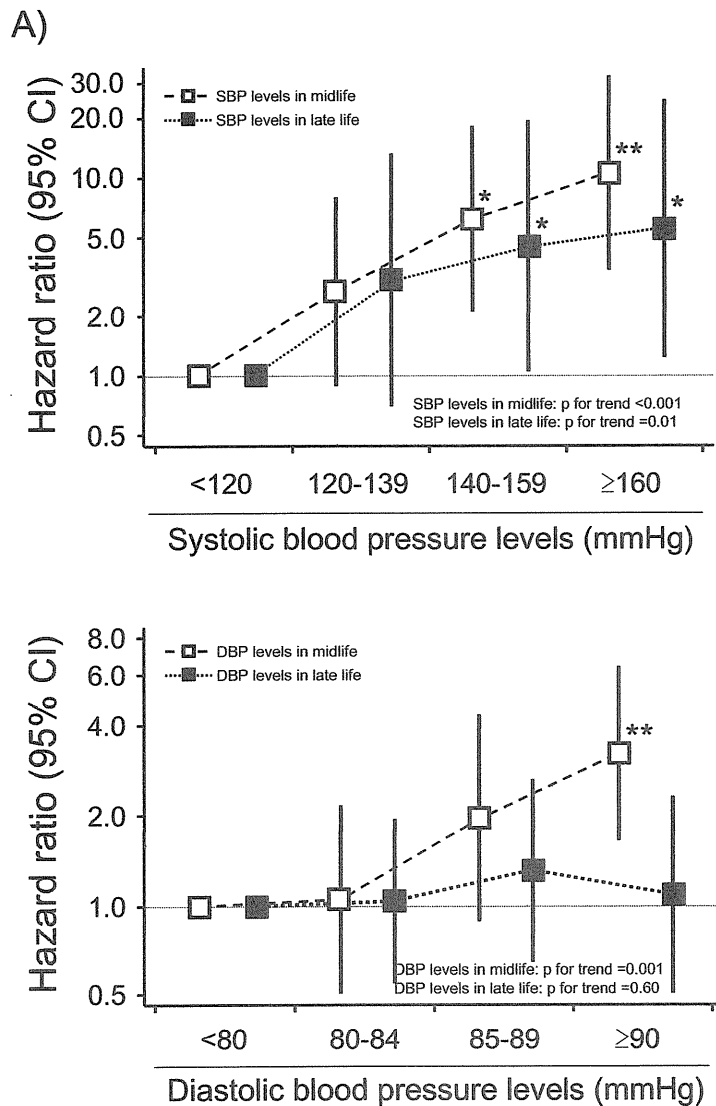 A)
Hazard ratio (95% CI)
30.0
20.0
10.0
5.0
2.0
1.0
0.5
SBP levels in midlife
SBP levels in late life
*
**
*
*
SBP levels in midlife: p for trend <0.001
SBP levels in late life: p for trend =0.01
<120 120-139 140-159 ≥160
Systolic blood pressure levels (mmHg)
Hazard ratio (95% CI)
8.0
6.0
4.0
2.0
1.0
0.5
DBP levels in midlife
DBP levels in late life
**
DBP levels in midlife: p for trend =0.001
DBP levels in late life: p for trend =0.60
<80 80-84 85-89 ≥90
Diastolic blood pressure levels (mmHg)